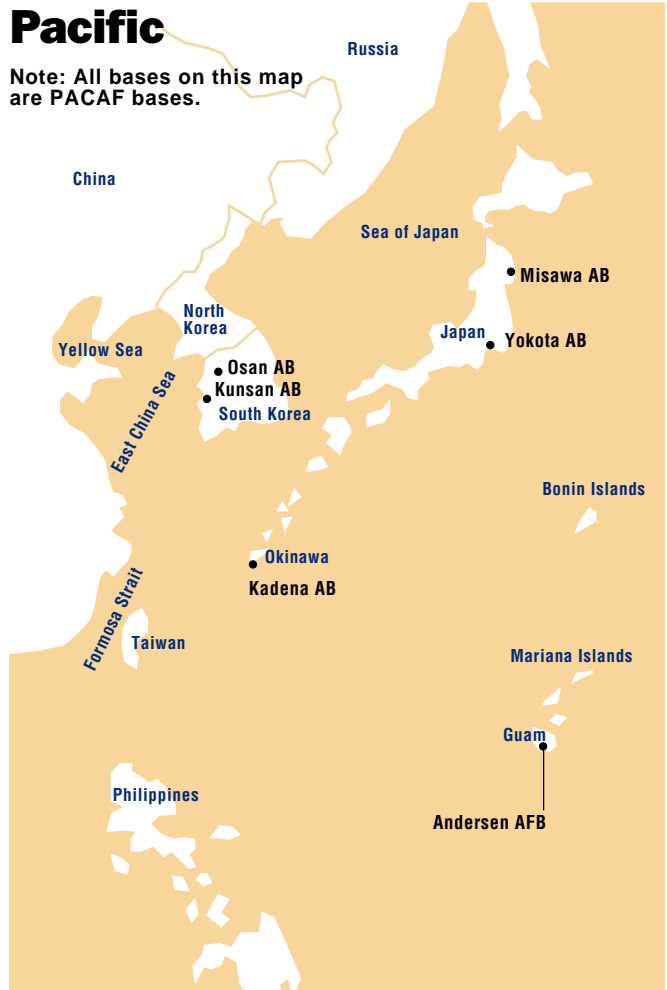 Pacific
Note: All bases on this map
are PACAF bases.
Russia
China
Sea of Japan
Misawa AB
North
Korea
Japan
Yokota AB
Yellow Sea
Osan AB
Kunsan AB
South Korea
East China Sea
Bonin Islands
Okinawa
Kadena AB
Formosa Strait
Taiwan
Mariana Islands
Guam
Philippines
Andersen AFB